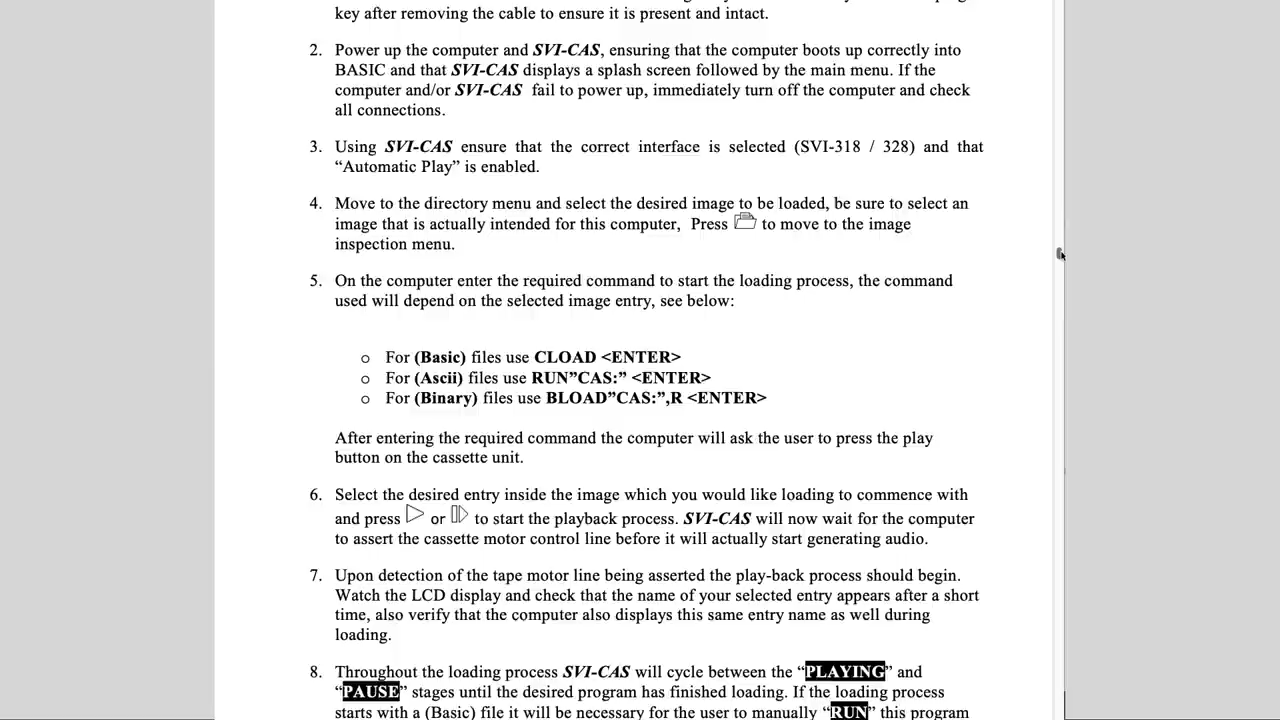 key after removing the cable to ensure it is present and intact.
2. Power up the computer and SVI-CAS, ensuring that the computer boots up correctly into
BASIC and that SVI-CAS displays a splash screen followed by the main menu. If the
computer and/or SVI-CAS fail to power up, immediately turn off the computer and check
all connections.
3. Using SVI-CAS ensure that the correct interface is selected (SVI-318 / 328) and that
“Automatic Play” is enabled.
4. Move to the directory menu and select the desired image to be loaded, be sure to select an
image that is actually intended for this computer, Press to move to the image
inspection menu.
5. On the computer enter the required command to start the loading process, the command
used will depend on the selected image entry, see below:
o For (Basic) files use CLOAD <ENTER>
o For (Ascii) files use RUN”CAS:” <ENTER>
o For (Binary) files use BLOAD”CAS:”,R <ENTER>
After entering the required command the computer will ask the user to press the play
button on the cassette unit.
6. Select the desired entry inside the image which you would like loading to commence with
and press or to start the playback process. SVI-CAS will now wait for the computer
to assert the cassette motor control line before it will actually start generating audio.
7. Upon detection of the tape motor line being asserted the play-back process should begin.
Watch the LCD display and check that the name of your selected entry appears after a short
time, also verify that the computer also displays this same entry name as well during
loading.
8. Throughout the loading process SVI-CAS will cycle between the “PLAYING” and
“PAUSE” stages until the desired program has finished loading. If the loading process
starts with a (Basic) file it will be necessary for the user to manually “RUN” this program